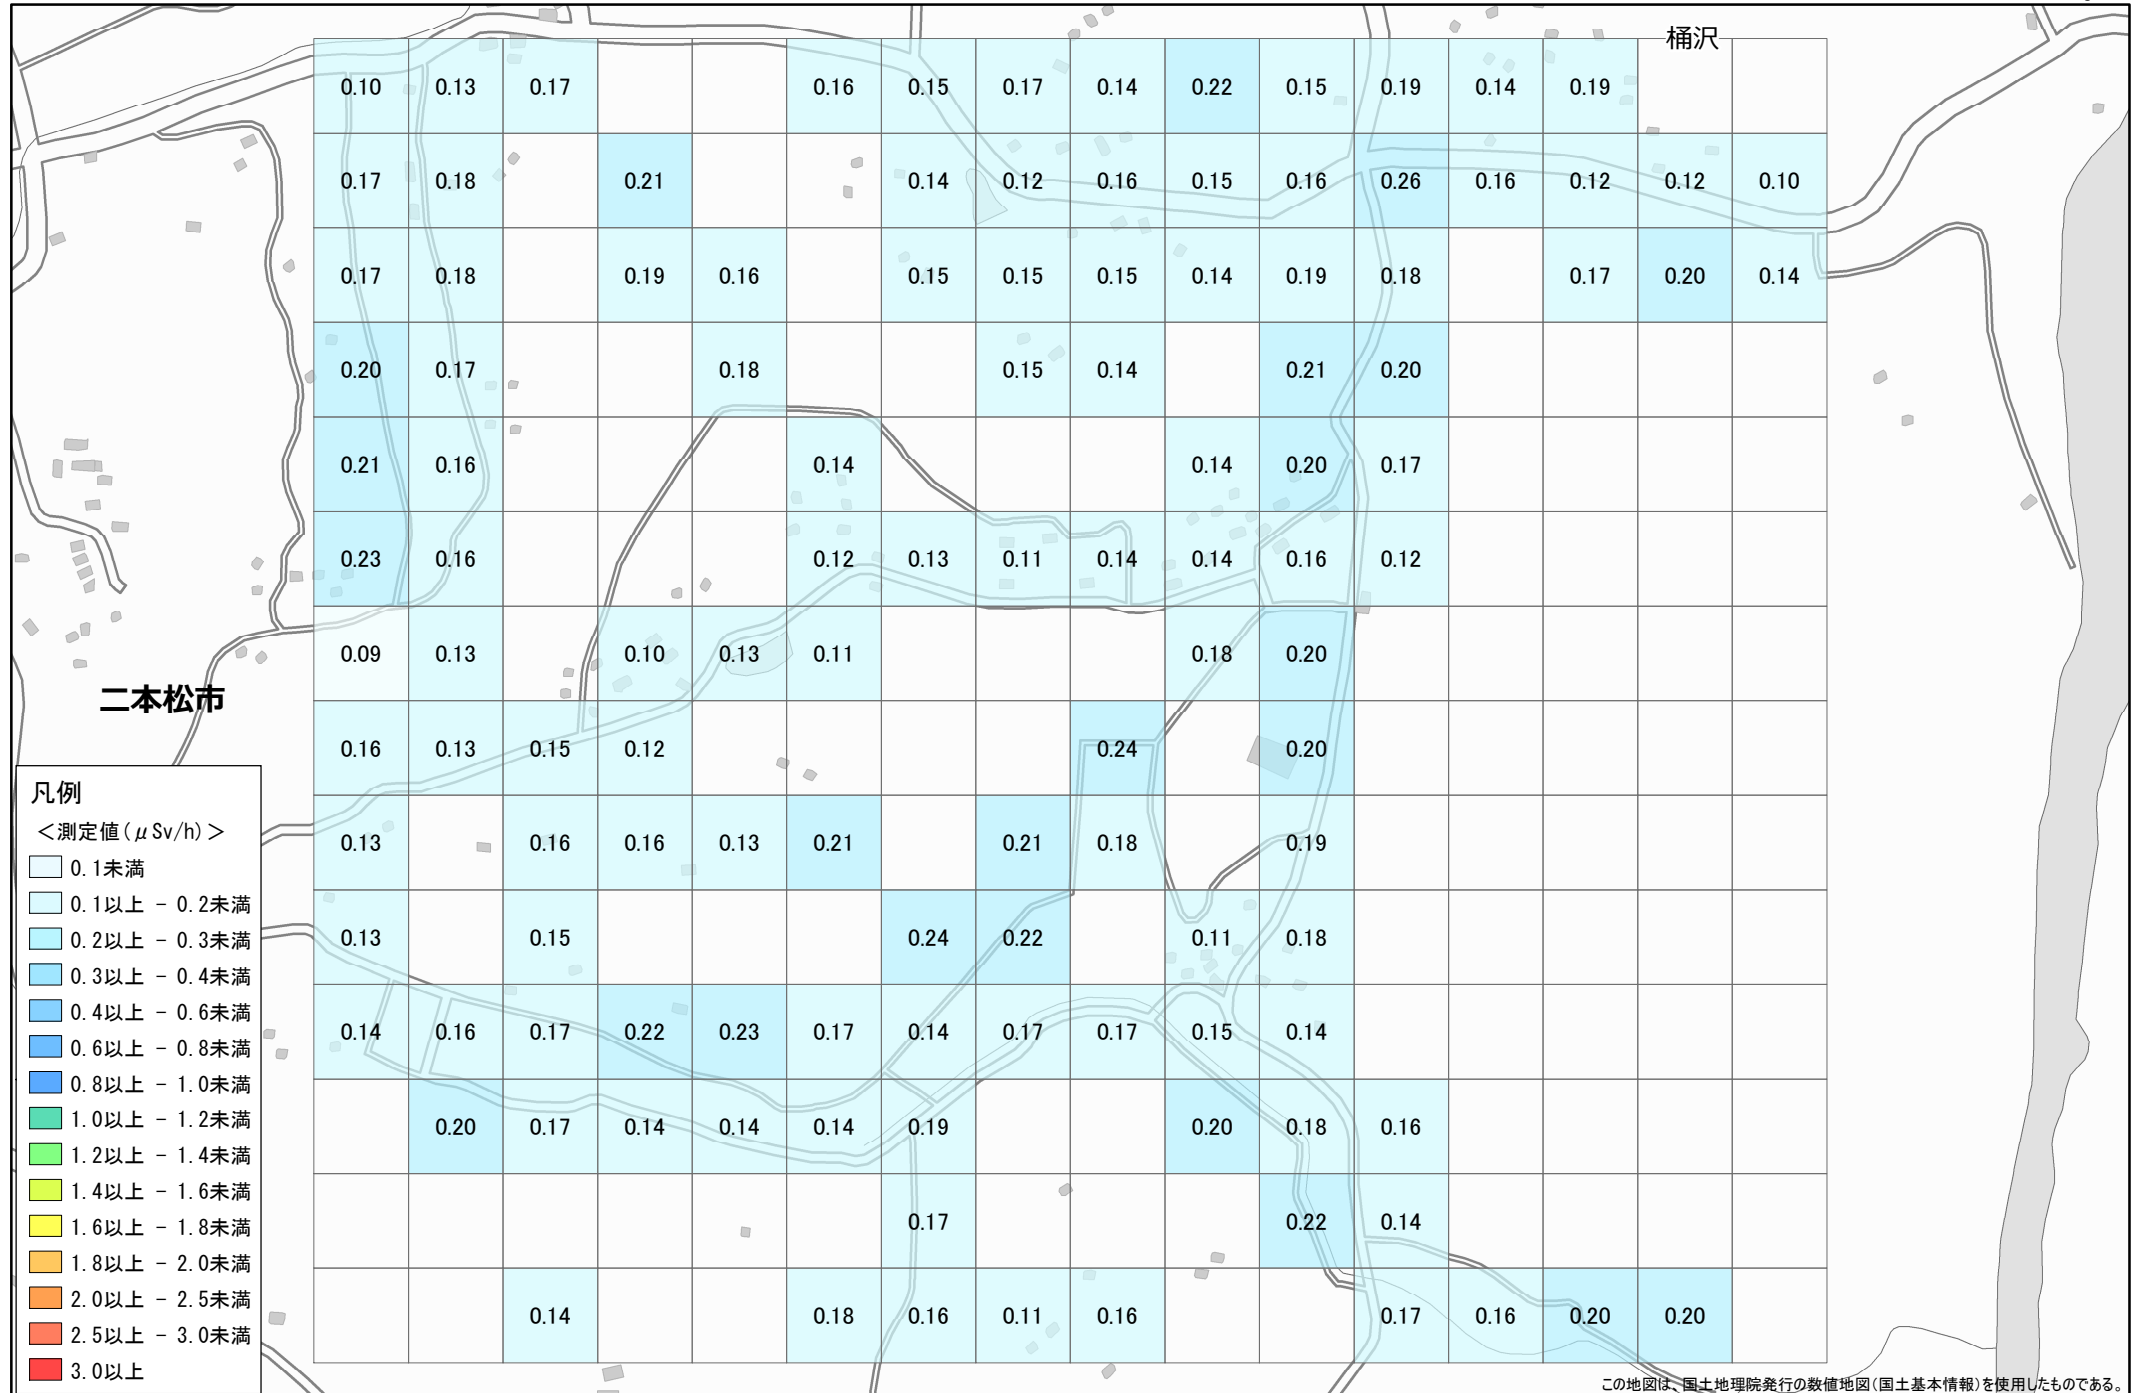 桶沢
0.10 0.13 0.17 0.16 0.15 0.17 0.14 0.22 0.15 0.19 0.14 0.19
0.17 0.18 0.21 0.14 0.12 0.16 0.15 0.16 0.26 0.16 0.12 0.12 0.10
0.17 0.18 0.19 0.16 0.15 0.15 0.15 0.14 0.19 0.18 0.17 0.20 0.14
0.20 0.17 0.18 0.15 0.14 0.21 0.20
0.21 0.16 0.14 0.14 0.20 0.17
0.23 0.16 0.12 0.13 0.11 0.14 0.14 0.16 0.12
0.09 0.13 0.10 0.13 0.11 0.18 0.20
二本松市
0.16 0.13 0.15 0.12 0.24 0.20
0.13 0.16 0.16 0.13 0.21 0.21 0.18 0.19
0.13 0.15 0.24 0.22 0.11 0.18
0.14 0.16 0.17 0.22 0.23 0.17 0.14 0.17 0.17 0.15 0.14
0.20 0.17 0.14 0.14 0.14 0.19 0.20 0.18 0.16
0.17 0.22 0.14
0.14 0.18 0.16 0.11 0.16 0.17 0.16 0.20 0.20
凡例
＜測定値(μSv/h)＞
0.1未満
0.1以上 - 0.2未満
0.2以上 - 0.3未満
0.3以上 - 0.4未満
0.4以上 - 0.6未満
0.6以上 - 0.8未満
0.8以上 - 1.0未満
1.0以上 - 1.2未満
1.2以上 - 1.4未満
1.4以上 - 1.6未満
1.6以上 - 1.8未満
1.8以上 - 2.0未満
2.0以上 - 2.5未満
2.5以上 - 3.0未満
3.0以上
この地図は、国土地理院発行の数値地図(国土基本情報)を使用したものである。